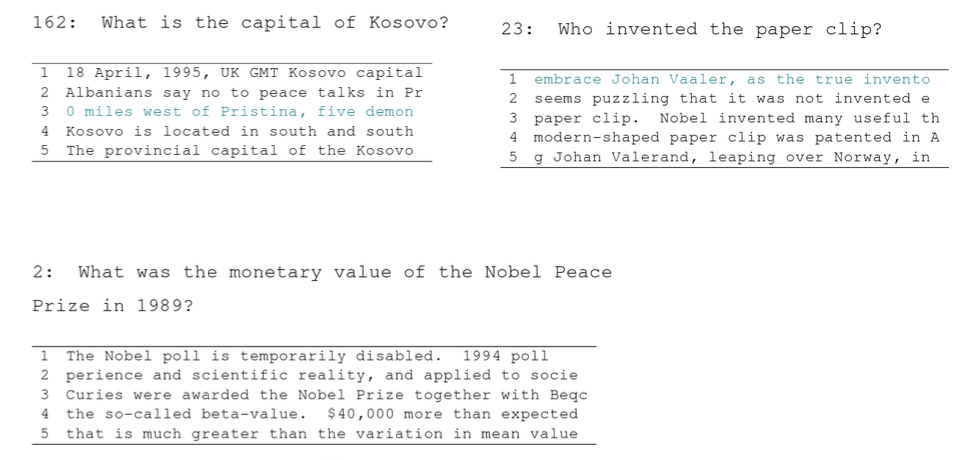 162:  What is the capital of Kosovo?
1 18 April, 1995, UK GMT Kosovo capital
2 Albanians say no to peace talks in Pr
3 0 miles west of Pristina, five demon
4 Kosovo is located in south and south
5 The provincial capital of the Kosovo
23:  Who invented the paper clip?
1 embrace Johan Vaaler, as the true invento
2 seems puzzling that it was not invented e
3 paper clip.  Nobel invented many useful th
4 modern-shaped paper clip was patented in A
5 g Johan Valerand, leaping over Norway, in
2:  What was the monetary value of the Nobel Peace
Prize in 1989?
1 The Nobel poll is temporarily disabled.  1994 poll
2 perience and scientific reality, and applied to socie
3 Curies were awarded the Nobel Prize together with Beqc
4 the so-called beta-value.  $40,000 more than expected
5 that is much greater than the variation in mean value